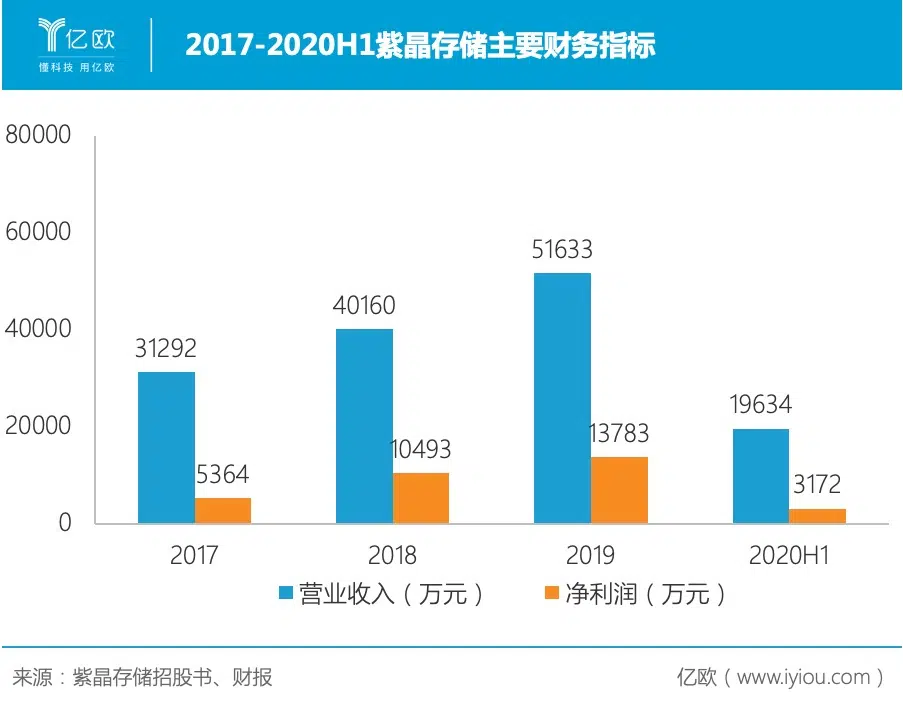 亿欧
懂科技 用亿欧
2017-2020H1紫晶存储主要财务指标
80000
60000
40000
20000
0
31292
5364
40160
10493
51633
13783
19634
3172
2017
2018
2019
2020H1
营业收入（万元）
净利润（万元）
来源：紫晶存储招股书、财报
亿欧（www.iyiou.com）